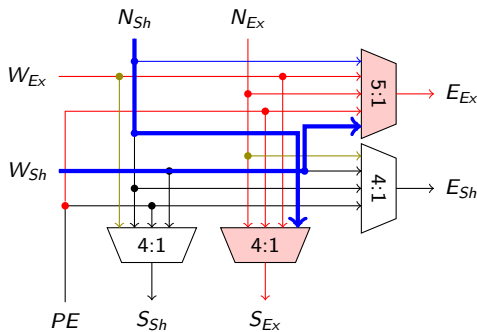 N_Sh N_Ex
W_Ex
5:1
E_Ex
W_Sh
4:1
E_Sh
4:1 4:1
PE S_Sh S_Ex